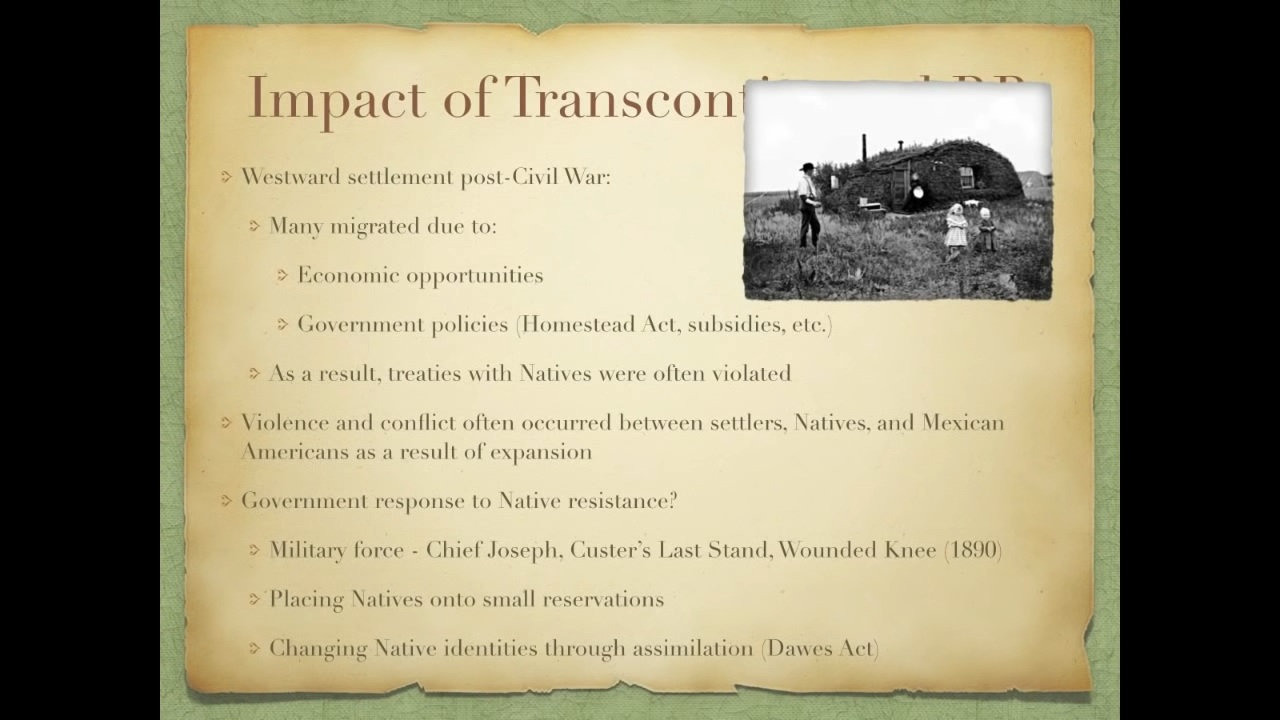 Impact of Transcont
Westward settlement post-Civil War:
Many migrated due to:
Economic opportunities
Government policies (Homestead Act, subsidies, etc.)
As a result, treaties with Natives were often violated
Violence and conflict often occurred between settlers, Natives, and Mexican
Americans as a result of expansion
Government response to Native resistance?
Military force - Chief Joseph, Custer's Last Stand, Wounded Knee (1890)
Placing Natives onto small reservations
Changing Native identities through assimilation (Dawes Act)